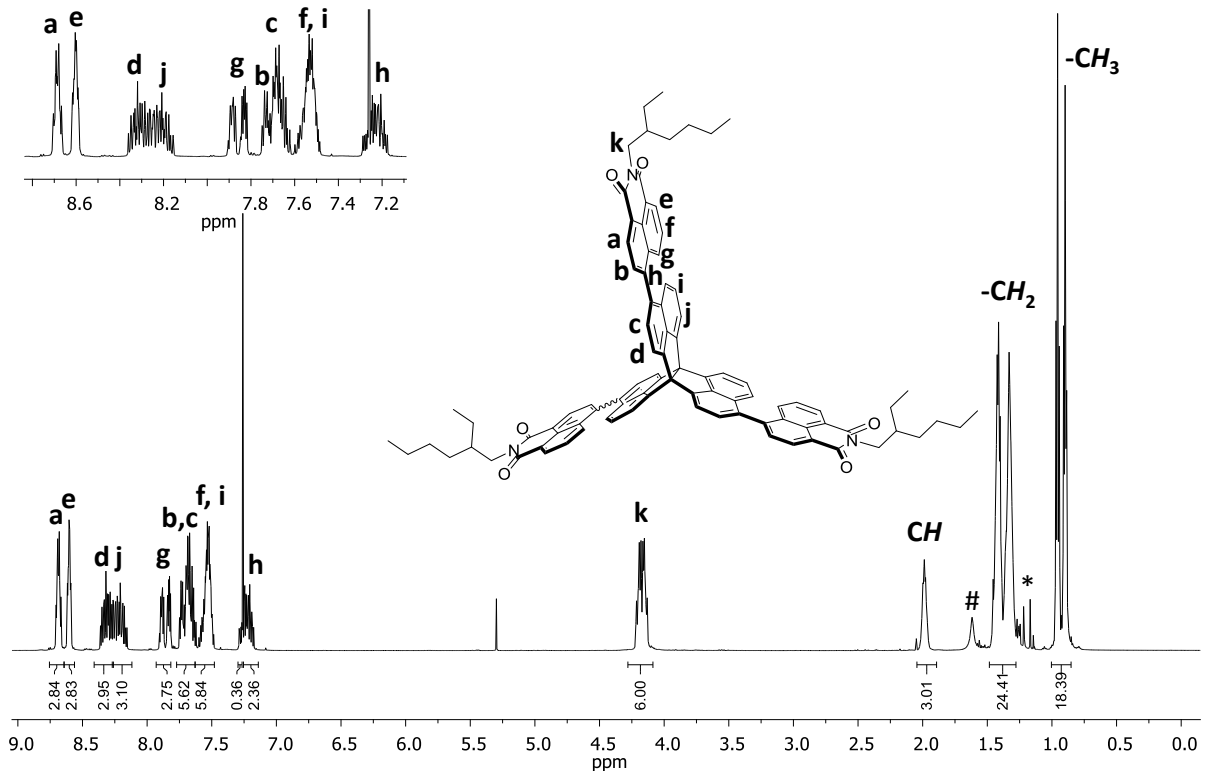 a e d j g b c f, i h
8.6 8.2 7.8 7.6 7.4 7.2
ppm
-CH3
k
O
N
O
e
a
f
g
b
h
i
c
j
d
-CH2
O
N
O
O
N
O
a e d j g b,c f, i h
k
CH
#
*
2.84 2.83 2.95 3.10 2.75 5.62 5.84 0.36 2.36 6.00 3.01 24.41 18.39
9.0 8.5 8.0 7.5 7.0 6.5 6.0 5.5 5.0 4.5 4.0 3.5 3.0 2.5 2.0 1.5 1.0 0.5 0.0
ppm